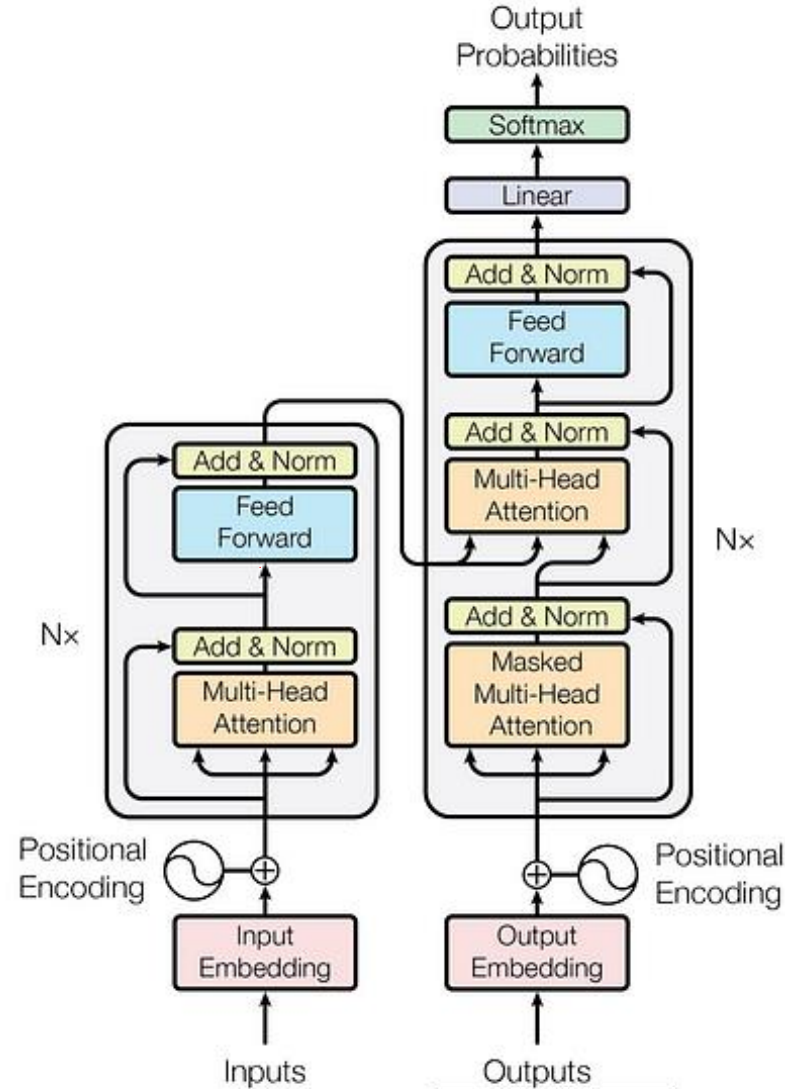 Output
Probabilities
Softmax
Linear
Add & Norm
Feed
Forward
Add & Norm
Multi-Head
Attention
Nx
Add & Norm
Masked
Multi-Head
Attention
Add & Norm
Feed
Forward
Nx
Add & Norm
Multi-Head
Attention
Positional
Encoding
Positional
Encoding
Input
Embedding
Output
Embedding
Inputs
Outputs